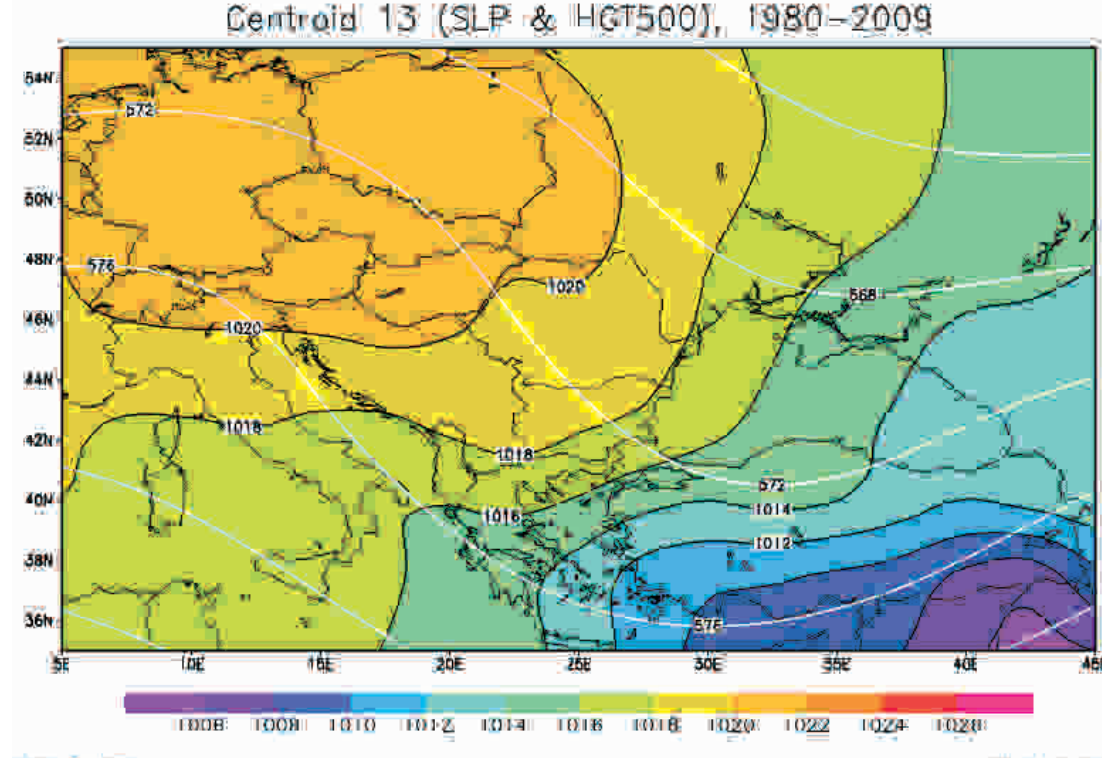 Centroid 13 (SLP & HGT500), 1980-2009
54N
572
52N
50N
48N
576
1020
568
46N
1020
44N
1018
42N
1018
572
40N
1016
1014
1012
38N
36N
576
5E 10E 15E 20E 25E 30E 35E 40E 45E
1006 1008 1010 1012 1014 1016 1018 1020 1022 1024 1026